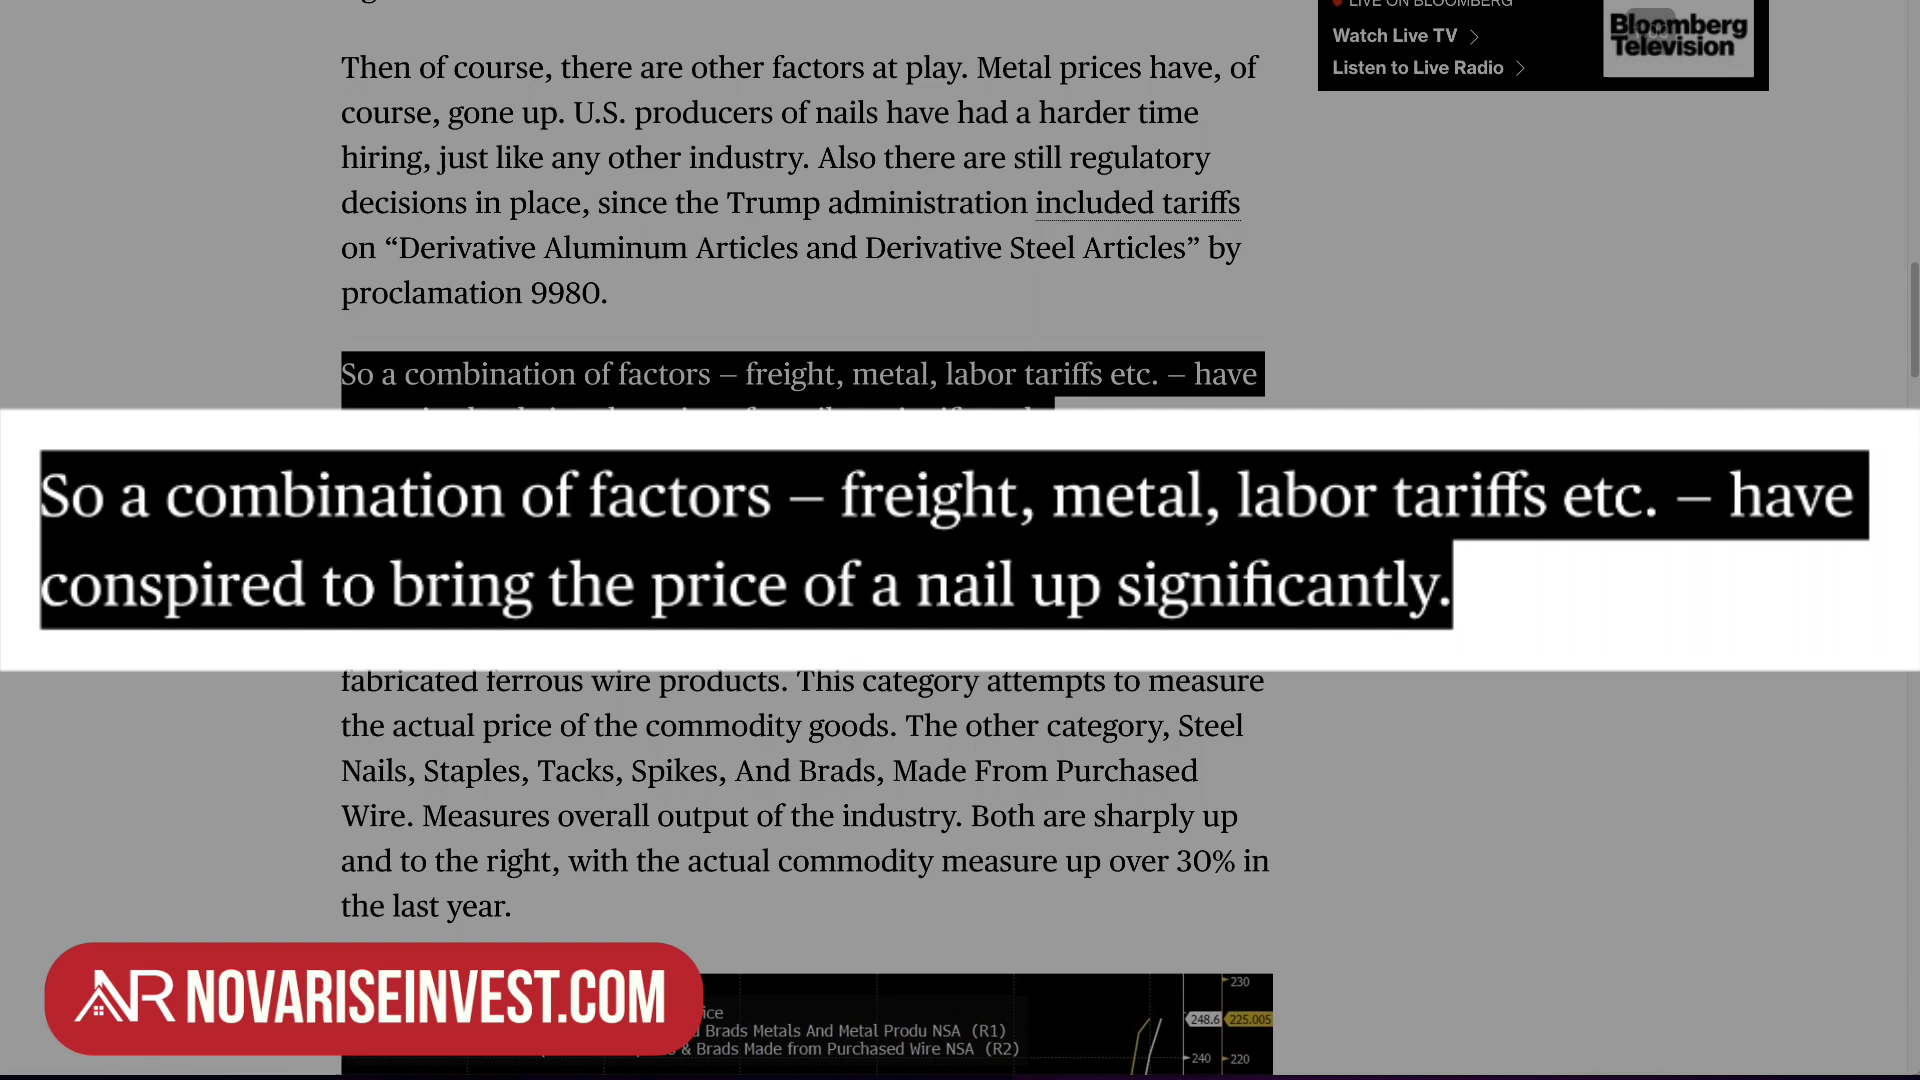 LIVE ON BLOOMBERG
Watch Live TV
Listen to Live Radio
Bloomberg
Television
Then of course, there are other factors at play. Metal prices have, of
course, gone up. U.S. producers of nails have had a harder time
hiring, just like any other industry. Also there are still regulatory
decisions in place, since the Trump administration included tariffs
on “Derivative Aluminum Articles and Derivative Steel Articles” by
proclamation 9980.
So a combination of factors – freight, metal, labor tariffs etc. – have
So a combination of factors – freight, metal, labor tariffs etc. – have
conspired to bring the price of a nail up significantly.
fabricated ferrous wire products. This category attempts to measure
the actual price of the commodity goods. The other category, Steel
Nails, Staples, Tacks, Spikes, And Brads, Made From Purchased
Wire. Measures overall output of the industry. Both are sharply up
and to the right, with the actual commodity measure up over 30% in
the last year.
NR NOVARISEINVEST.COM
ice
Brads Metals And Metal Produ NSA (R1)
& Brads Made from Purchased Wire NSA (R2)
230
248.6 225.005
240 220